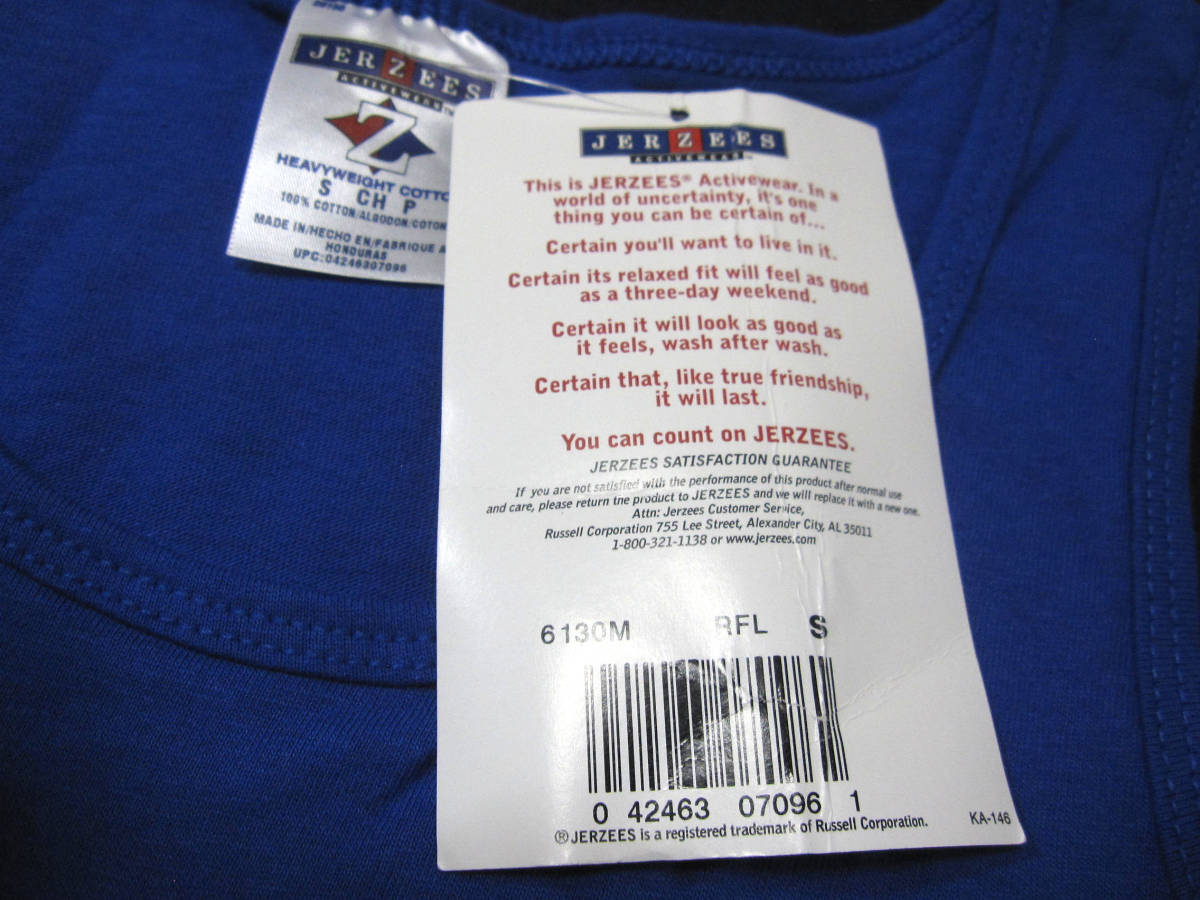 JERZEES
ACTIVEWEAR™
Z
HEAVYWEIGHT COTTO
S CH P
100% COTTON/ALGODON/COTON
MADE IN/HECHO EN/FABRIQUE A
HONDURAS
UPC:04246307096
JERZEES
ACTIVEWEAR™
This is JERZEES® Activewear. In a
world of uncertainty, it's one
thing you can be certain of...
Certain you'll want to live in it.
Certain its relaxed fit will feel as good
as a three-day weekend.
Certain it will look as good as
it feels, wash after wash.
Certain that, like true friendship,
it will last.
You can count on JERZEES.
JERZEES SATISFACTION GUARANTEE
If you are not satisfied with the performance of this product after normal use
and care, please return the product to JERZEES and we will replace it with a new one.
Attn: Jerzees Customer Service,
Russell Corporation 755 Lee Street, Alexander City, AL 35011
1-800-321-1138 or www.jerzees.com
6130M RFL S
0 42463 07096 1
® JERZEES is a registered trademark of Russell Corporation.
KA-146